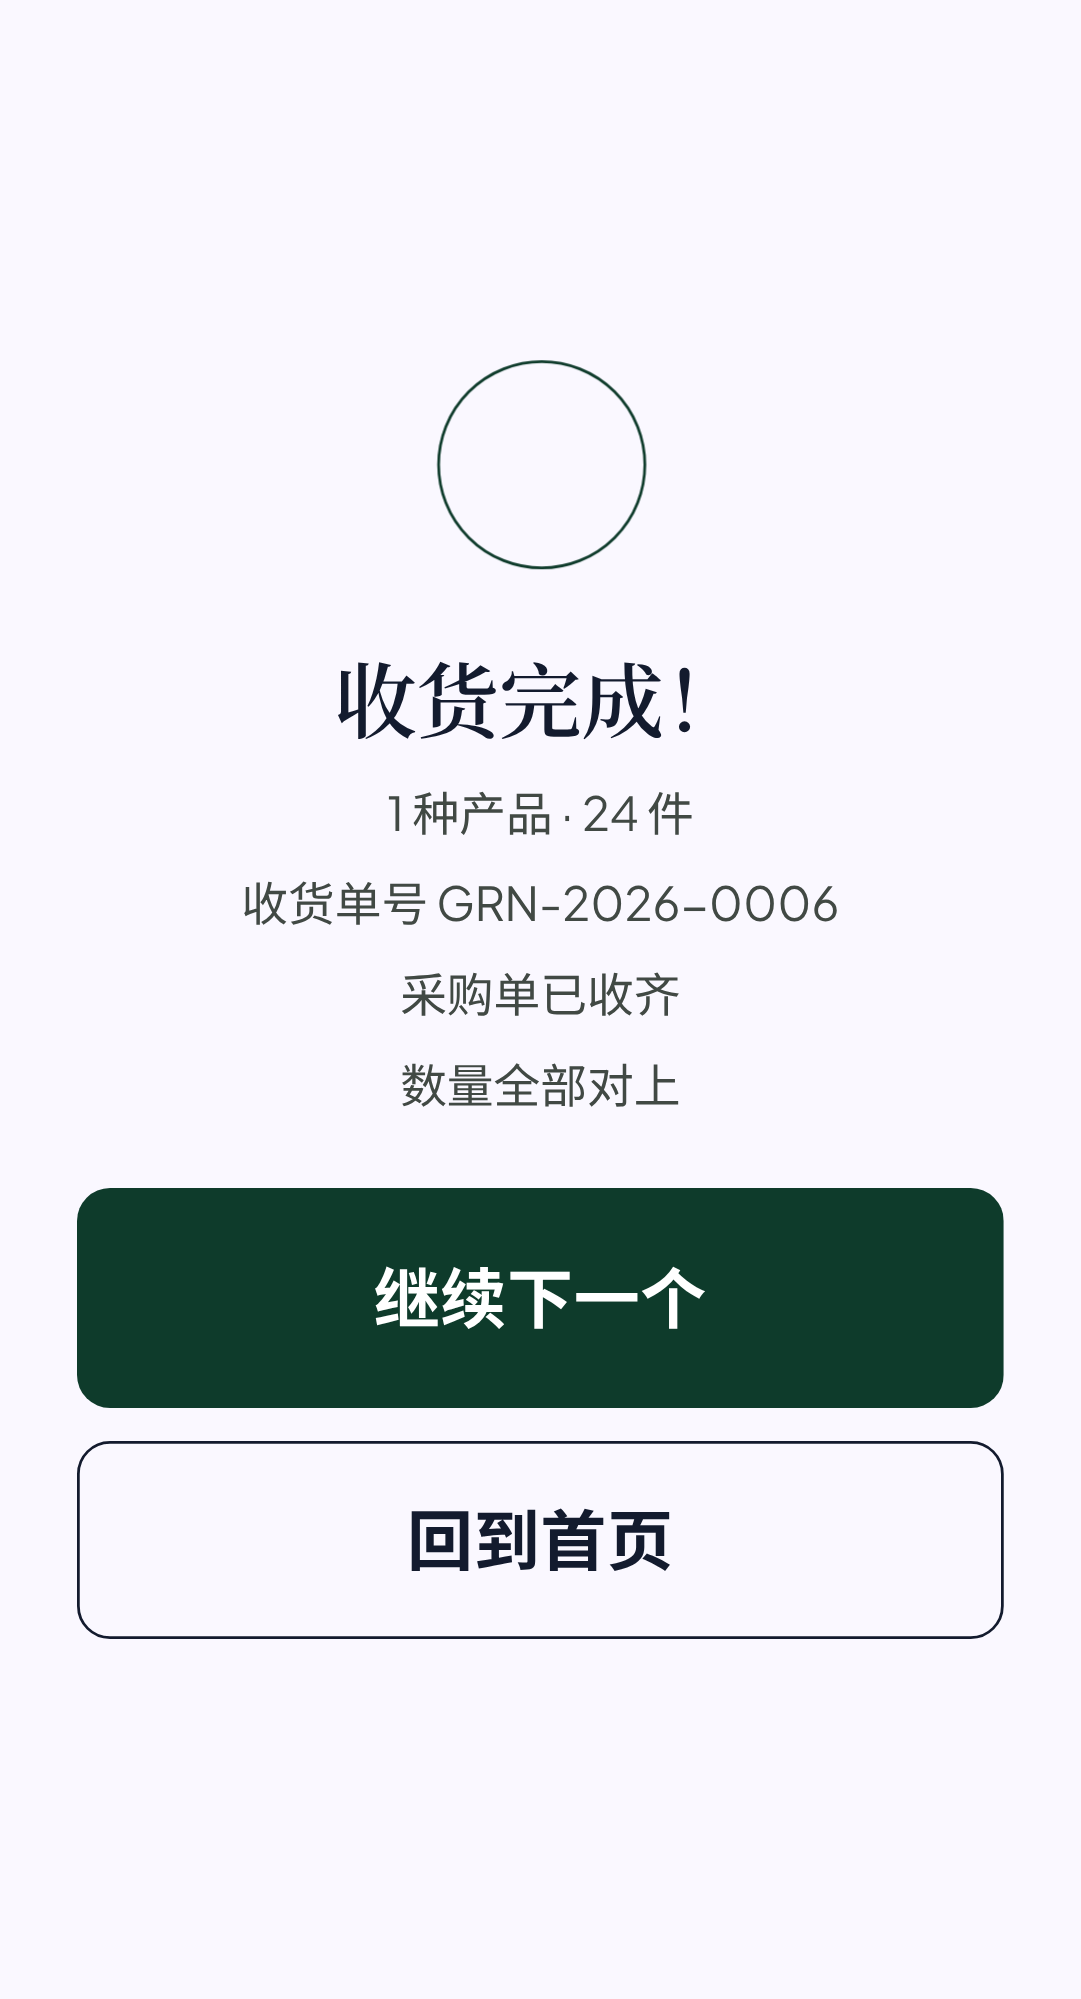 收货完成！
1 种产品 · 24 件
收货单号 GRN-2026-0006
采购单已收齐
数量全部对上
继续下一个
回到首页